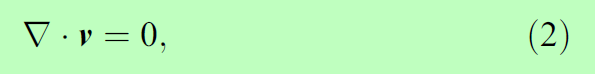 ∇ · v = 0, (2)